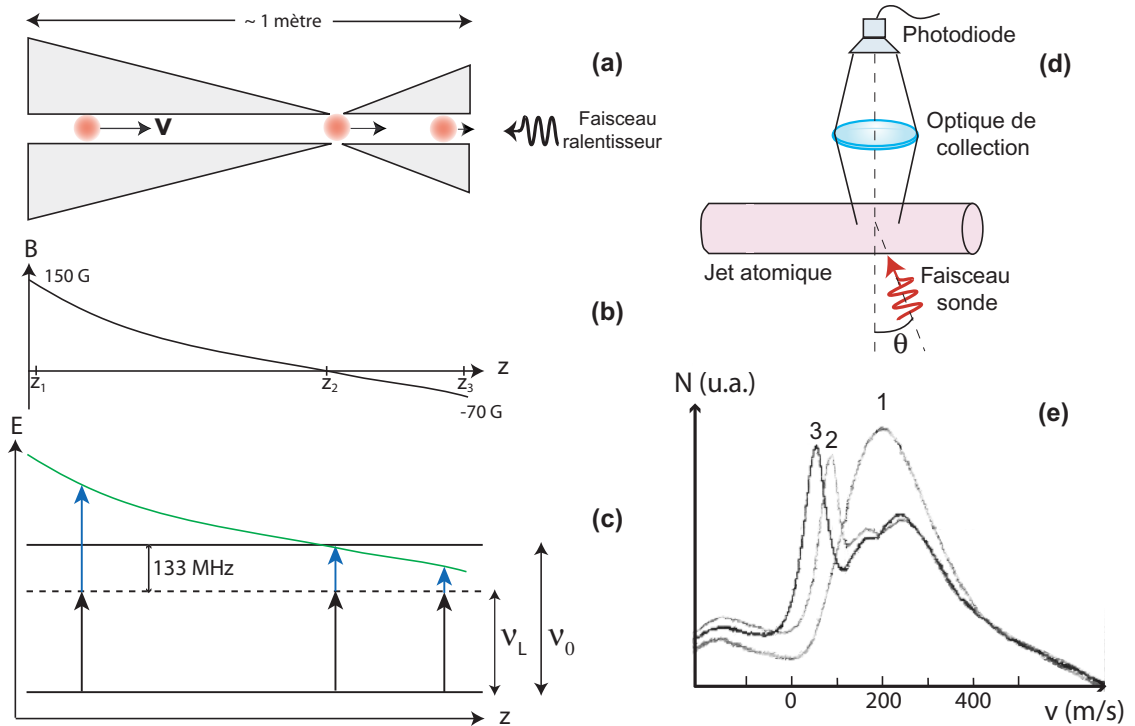 ~ 1 mètre
(a)
V
Faisceau
ralentisseur
B
150 G
(b)
z
z₁
z₂
z₃
-70 G
E
(c)
133 MHz
ν_L
ν₀
z
Photodiode
(d)
Optique de
collection
Jet atomique
Faisceau
sonde
θ
N (u.a.)
1
(e)
3
2
0
200
400
v (m/s)